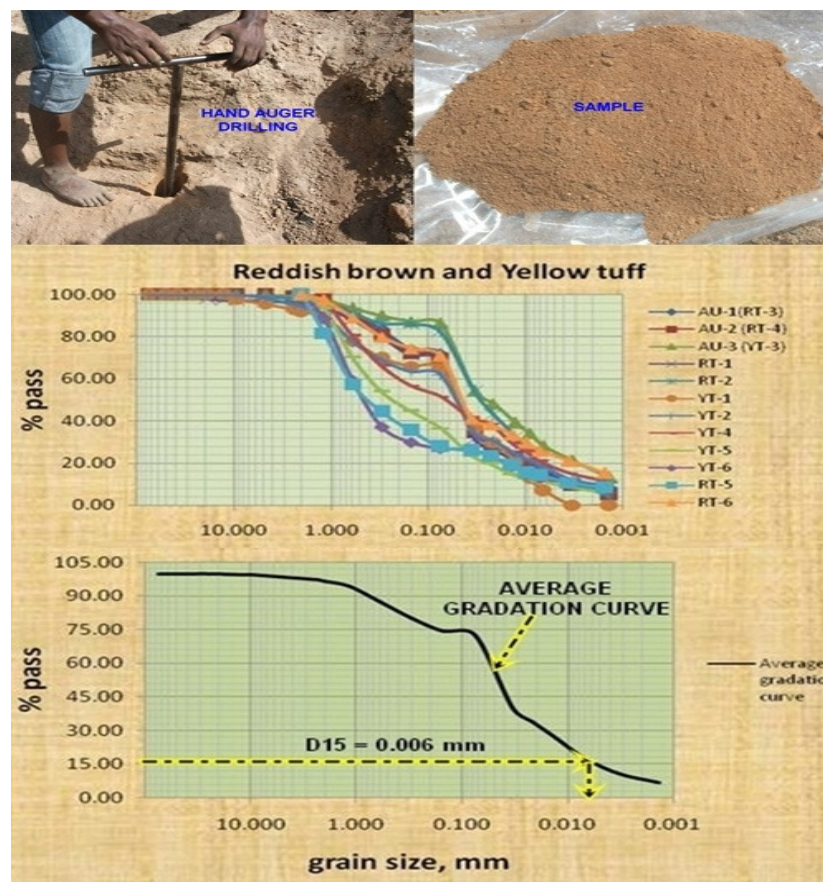 HAND AUGER
DRILLING
SAMPLE
Reddish brown and Yellow tuff
% pass
100.00
80.00
60.00
40.00
20.00
0.00
10.000 1.000 0.100 0.010 0.001
AU-1(RT-3)
AU-2 (RT-4)
AU-3 (YT-3)
RT-1
RT-2
YT-1
YT-2
YT-4
YT-5
YT-6
RT-5
RT-6
% pass
105.00
90.00
75.00
60.00
45.00
30.00
15.00
0.00
AVERAGE
GRADATION CURVE
D15 = 0.006 mm
10.000 1.000 0.100 0.010 0.001
grain size, mm
Average
gradatic
curve